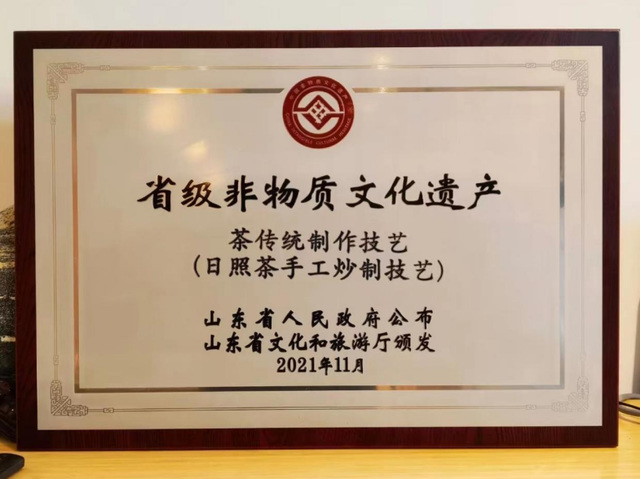 省级非物质文化遗产
茶传统制作技艺
(日照茶手工炒制技艺)
山东省人民政府公布
山东省文化和旅游厅颁发
2021年11月